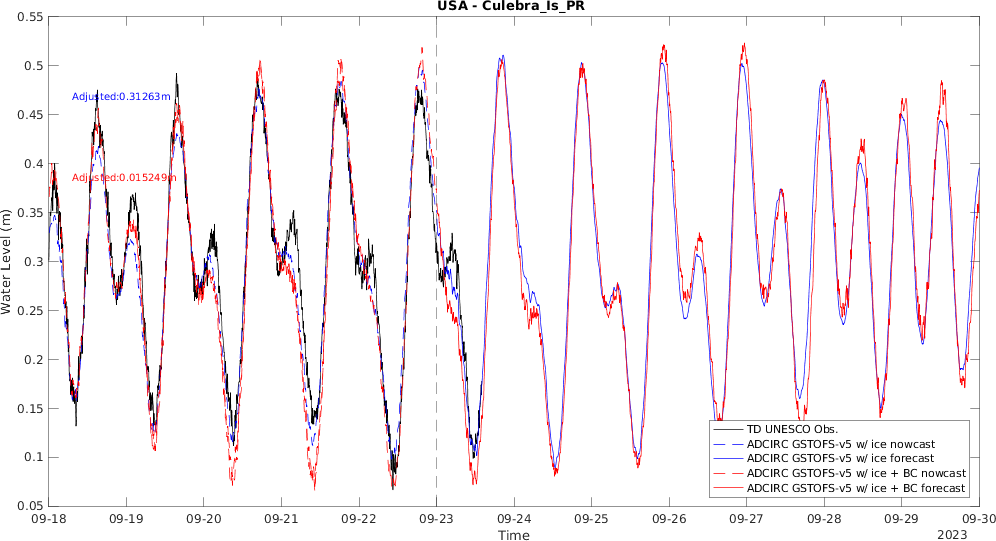 USA - Culebra_Is_PR
0.55
0.5
0.45
0.4
0.35
0.3
0.25
0.2
0.15
0.1
0.05
Water Level (m)
Adjusted:0.31263m
Adjusted:0.015249m
TD UNESCO Obs.
ADCIRC GSTOFS-v5 w/ ice nowcast
ADCIRC GSTOFS-v5 w/ ice forecast
ADCIRC GSTOFS-v5 w/ ice + BC nowcast
ADCIRC GSTOFS-v5 w/ ice + BC forecast
09-18 09-19 09-20 09-21 09-22 09-23 09-24 09-25 09-26 09-27 09-28 09-29 09-30
Time
2023